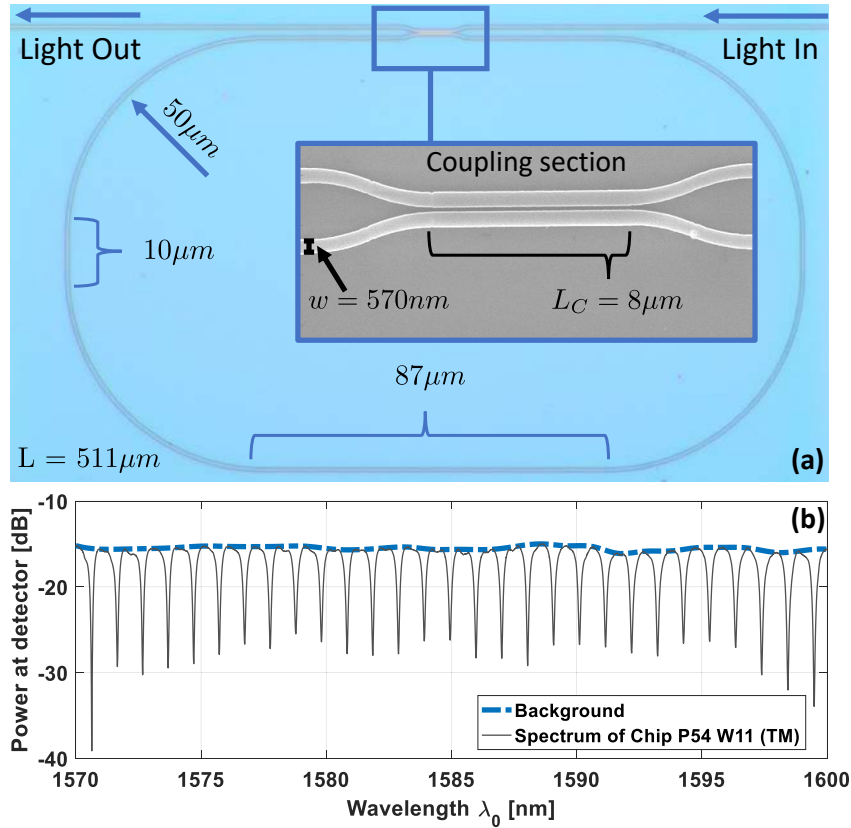 Light Out
Light In
50μm
Coupling section
10μm
w = 570nm
L_C = 8μm
87μm
L = 511μm
(a)
(b)
Power at detector [dB]
-10
-20
-30
-40
Background
Spectrum of Chip P54 W11 (TM)
1570
1575
1580
1585
1590
1595
1600
Wavelength λ_0 [nm]